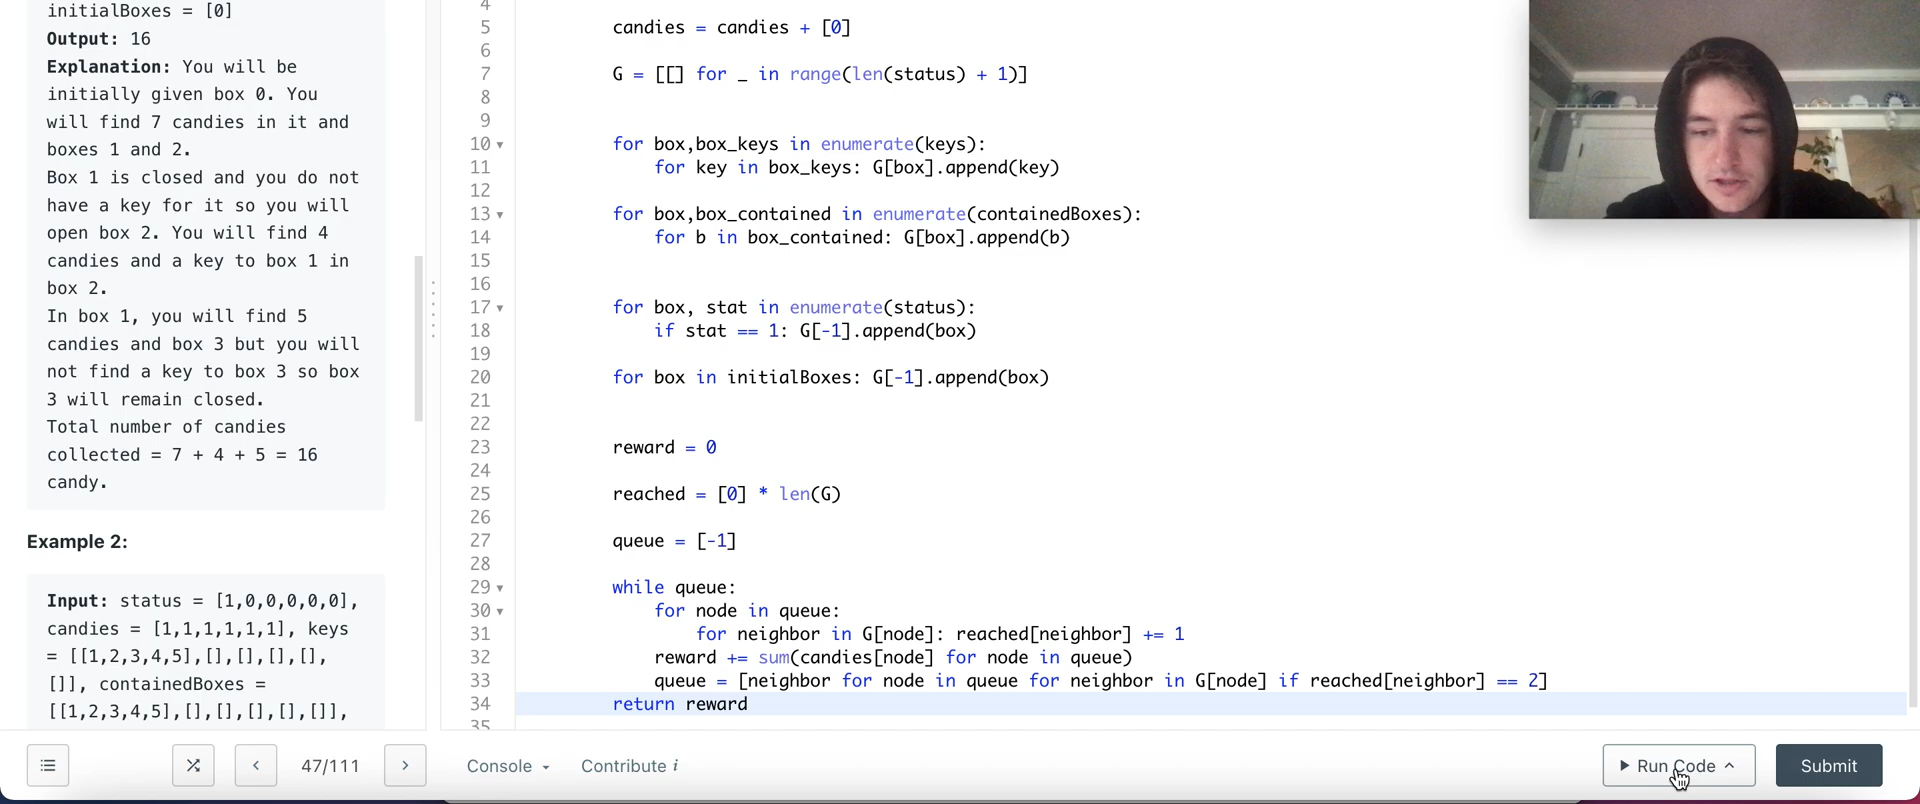 initialBoxes = [0]
Output: 16
Explanation: You will be
initially given box 0. You
will find 7 candies in it and
boxes 1 and 2.
Box 1 is closed and you do not
have a key for it so you will
open box 2. You will find 4
candies and a key to box 1 in
box 2.
In box 1, you will find 5
candies and box 3 but you will
not find a key to box 3 so box
3 will remain closed.
Total number of candies
collected = 7 + 4 + 5 = 16
candy.
Example 2:
Input: status = [1,0,0,0,0,0],
candies = [1,1,1,1,1,1], keys
= [[1,2,3,4,5],[],[],[],[],
[]], containedBoxes =
[[1,2,3,4,5],[],[],[],[],[]],
4
5 candies = candies + [0]
6
7 G = [[] for _ in range(len(status) + 1)]
8
9
10 for box,box_keys in enumerate(keys):
11 for key in box_keys: G[box].append(key)
12
13 for box,box_contained in enumerate(containedBoxes):
14 for b in box_contained: G[box].append(b)
15
16
17 for box, stat in enumerate(status):
18 if stat == 1: G[-1].append(box)
19
20 for box in initialBoxes: G[-1].append(box)
21
22
23 reward = 0
24
25 reached = [0] * len(G)
26
27 queue = [-1]
28
29 while queue:
30 for node in queue:
31 for neighbor in G[node]: reached[neighbor] += 1
32 reward += sum(candies[node] for node in queue)
33 queue = [neighbor for node in queue for neighbor in G[node] if reached[neighbor] == 2]
34 return reward
35
47/111
Console
Contribute i
Run Code
Submit